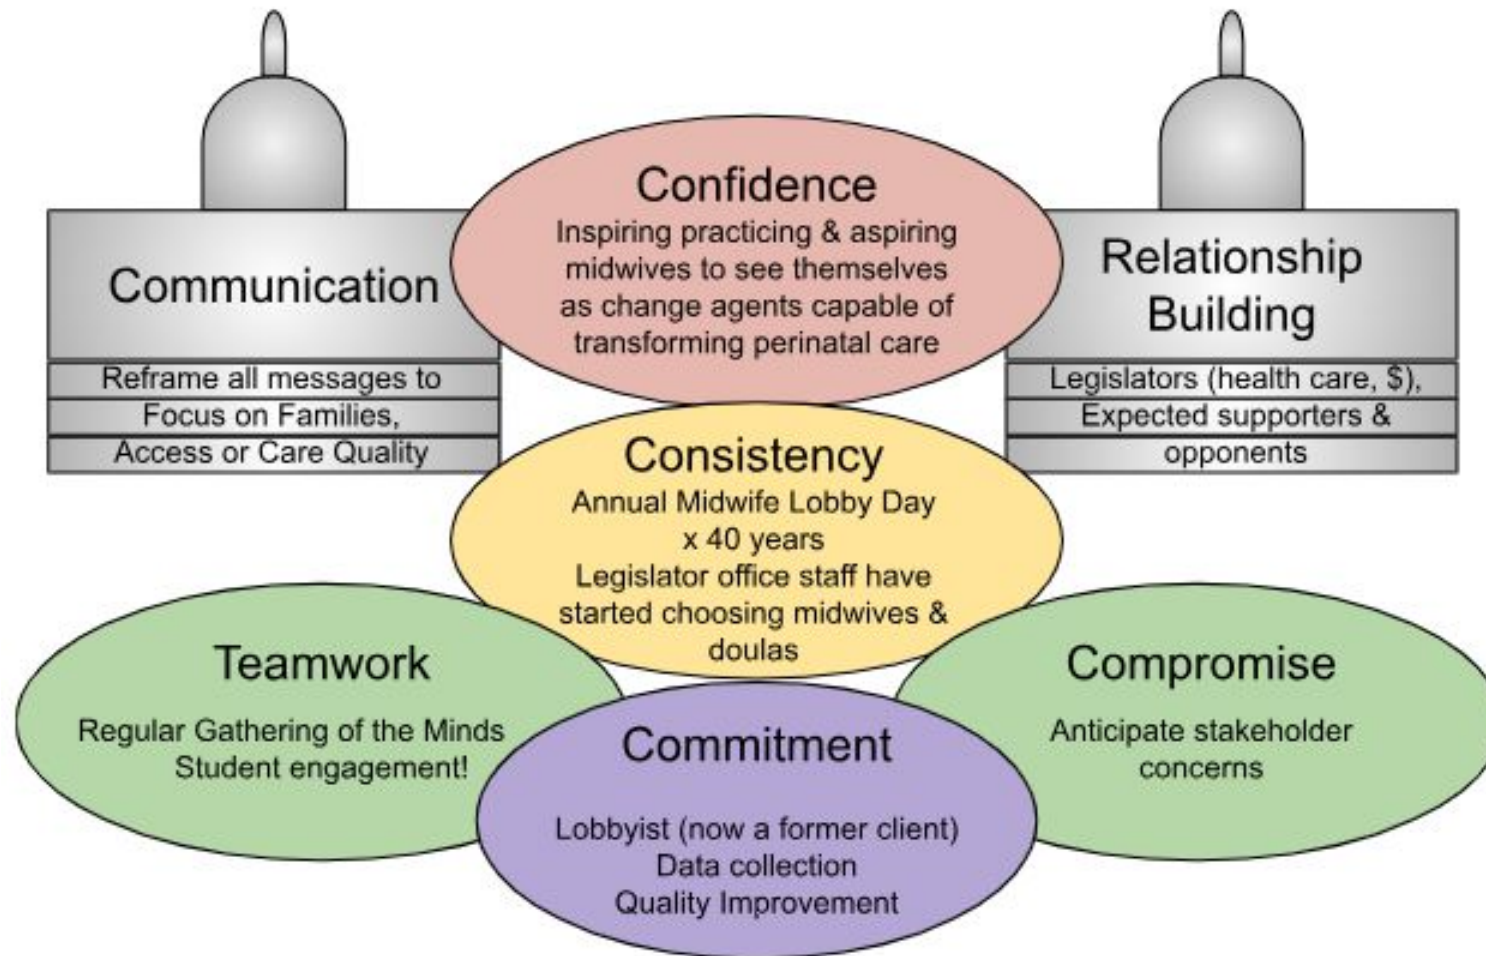 Communication
Reframe all messages to
Focus on Families,
Access or Care Quality
Confidence
Inspiring practicing & aspiring
midwives to see themselves
as change agents capable of
transforming perinatal care
Relationship
Building
Legislators (health care, $),
Expected supporters &
opponents
Consistency
Annual Midwife Lobby Day
x 40 years
Legislator office staff have
started choosing midwives &
doulas
Teamwork
Regular Gathering of the Minds
Student engagement!
Commitment
Lobbyist (now a former client)
Data collection
Quality Improvement
Compromise
Anticipate stakeholder
concerns